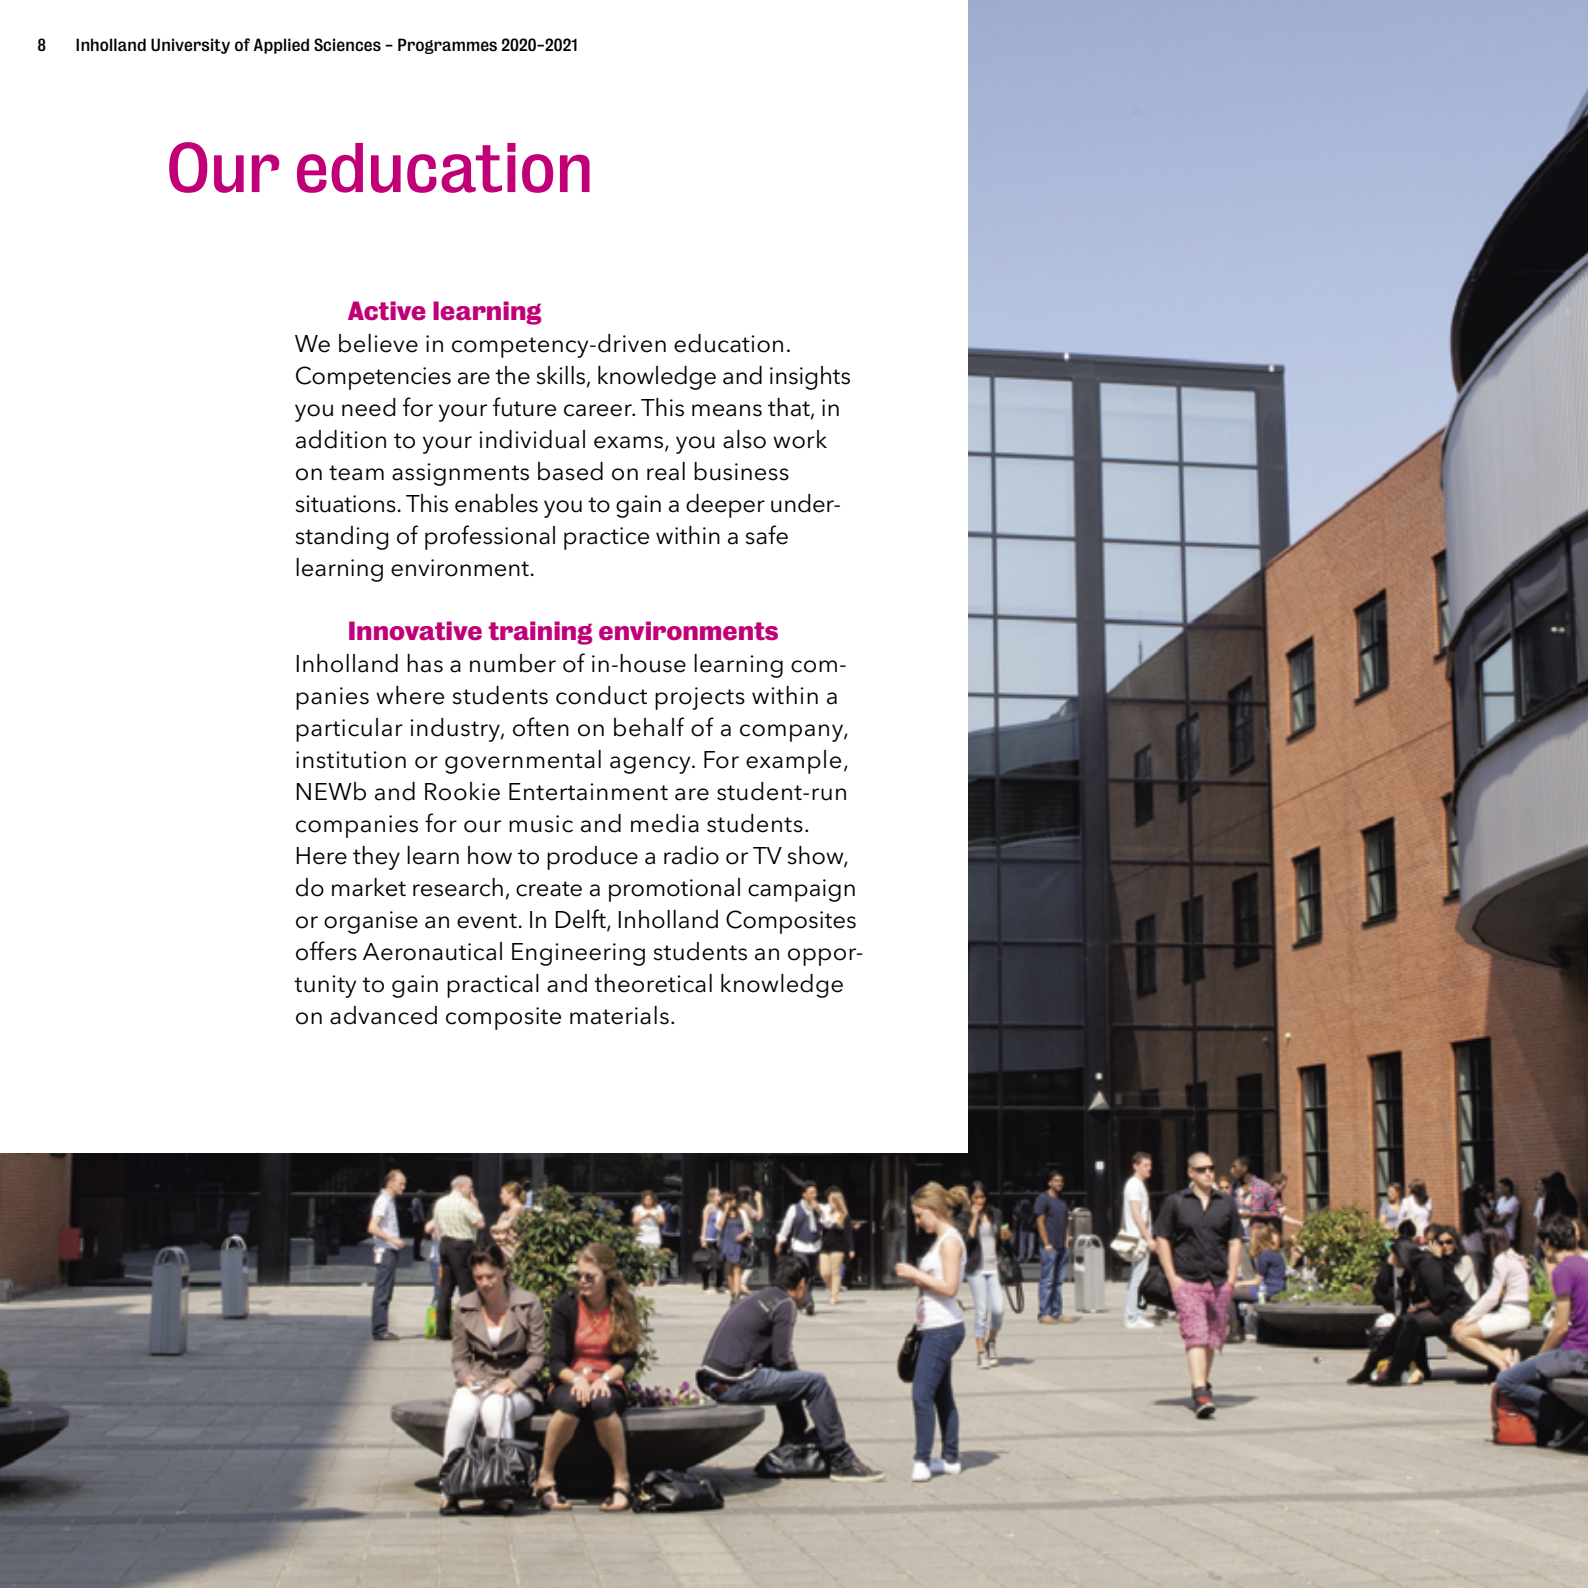 8 Inholland University of Applied Sciences – Programmes 2020–2021
Our education
Active learning
We believe in competency-driven education.
Competencies are the skills, knowledge and insights
you need for your future career. This means that, in
addition to your individual exams, you also work
on team assignments based on real business
situations. This enables you to gain a deeper under-
standing of professional practice within a safe
learning environment.
Innovative training environments
Inholland has a number of in-house learning com-
panies where students conduct projects within a
particular industry, often on behalf of a company,
institution or governmental agency. For example,
NEWb and Rookie Entertainment are student-run
companies for our music and media students.
Here they learn how to produce a radio or TV show,
do market research, create a promotional campaign
or organise an event. In Delft, Inholland Composites
offers Aeronautical Engineering students an oppor-
tunity to gain practical and theoretical knowledge
on advanced composite materials.